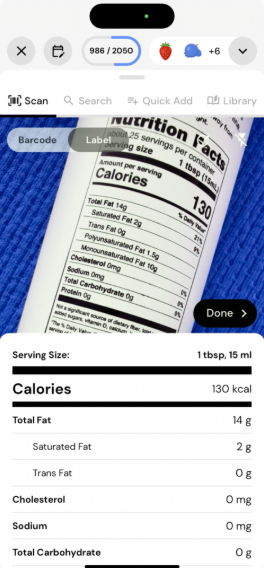 986 / 2050
+6
Scan
Search
Quick Add
Library
Barcode
Label
Nutrition Facts
about 25 servings per container
serving size 1 tbsp (15mL)
Amount per serving
Calories 130
% Daily Value
Total Fat 14g
Saturated Fat 2g
Trans Fat 0g
Polyunsaturated Fat 1.5g
Monounsaturated Fat 10g
Cholesterol 0mg
Sodium 0mg
Total Carbohydrate 0g
Protein 0g
Done
Serving Size: 1 tbsp, 15 ml
Calories 130 kcal
Total Fat 14 g
Saturated Fat 2 g
Trans Fat 0 g
Cholesterol 0 mg
Sodium 0 mg
Total Carbohydrate 0 g